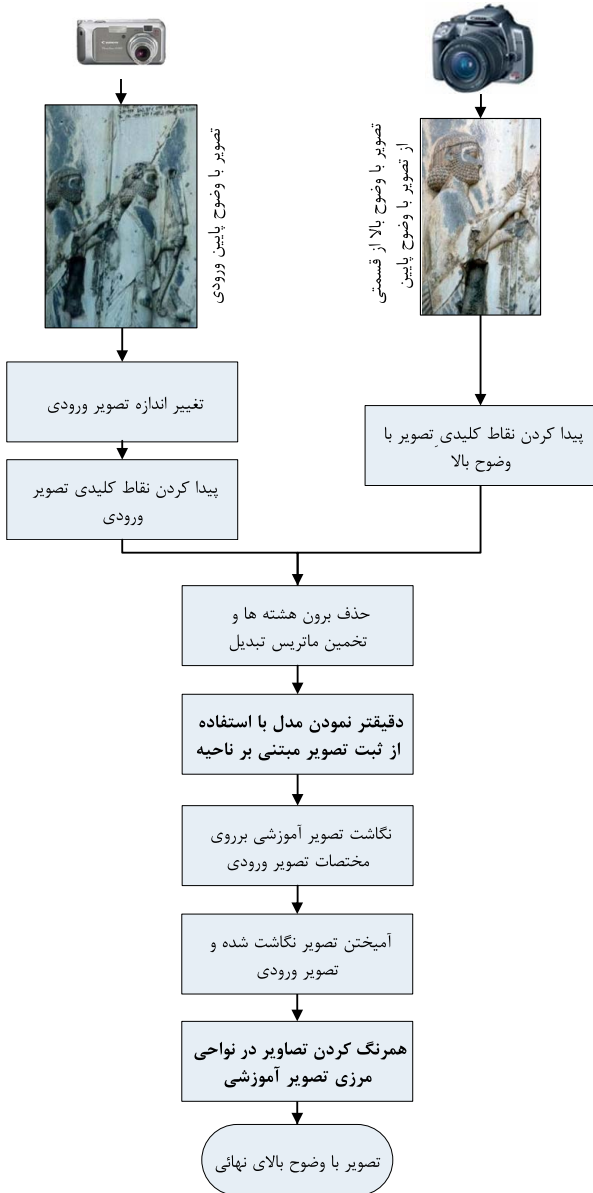 تصویر با وضوح پایین ورودی
تصویر با وضوح بالا از قسمتی
از تصویر با وضوح پایین
تغییر اندازه تصویر ورودی
پیدا کردن نقاط کلیدی تصویر
ورودی
پیدا کردن نقاط کلیدی ِتصویر با
وضوح بالا
حذف برون هشته ها و
تخمین ماتریس تبدیل
دقیقتر نمودن مدل با استفاده
از ثبت تصویر مبتنی بر ناحیه
نگاشت تصویر آموزشی برروی
مختصات تصویر ورودی
آمیختن تصویر نگاشت شده و
تصویر ورودی
همرنگ کردن تصاویر در نواحی
مرزی تصویر آموزشی
تصویر با وضوح بالای نهائی